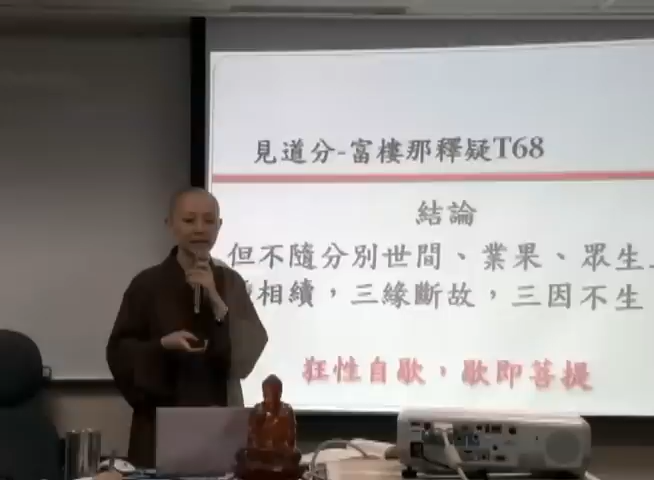 見道分-富樓那釋疑T68
結論
但不隨分別世間、業果、眾生
相續，三緣斷故，三因不生
狂性自歇，歇即菩提